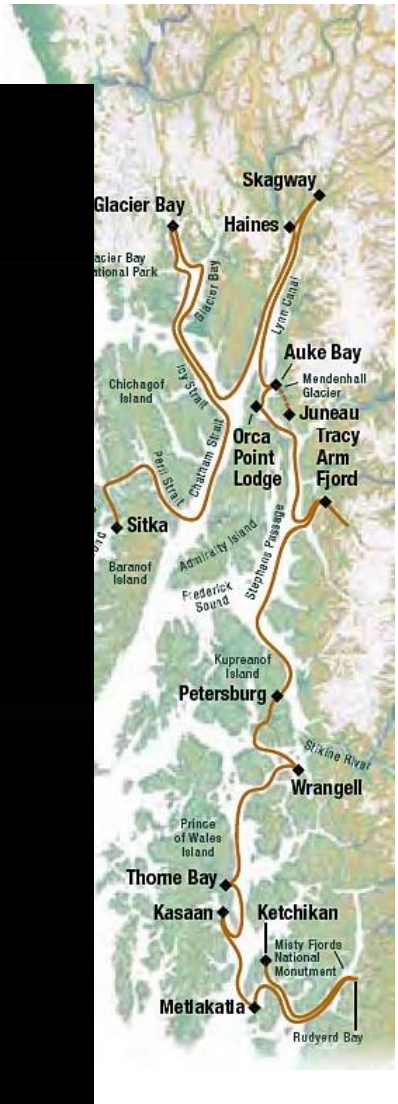 Skagway
Glacier Bay
Haines
acier Bay
ational Park
Glacier Bay
Lynn Canal
Auke Bay
Mendenhall
Glacier
Icy Strait
Chichagof
Island
Juneau
Orca
Point
Lodge
Tracy
Arm
Fjord
Chatham Strait
Peril Strait
Sitka
ound
Baranof
Island
Admiralty Island
Stephens Passage
Frederick
Sound
Kupreanof
Island
Petersburg
Stikine River
Wrangell
Prince
of Wales
Island
Thorne Bay
Kasaan
Ketchikan
Misty Fjords
National
Monutment
Metlakatla
Rudyerd Bay